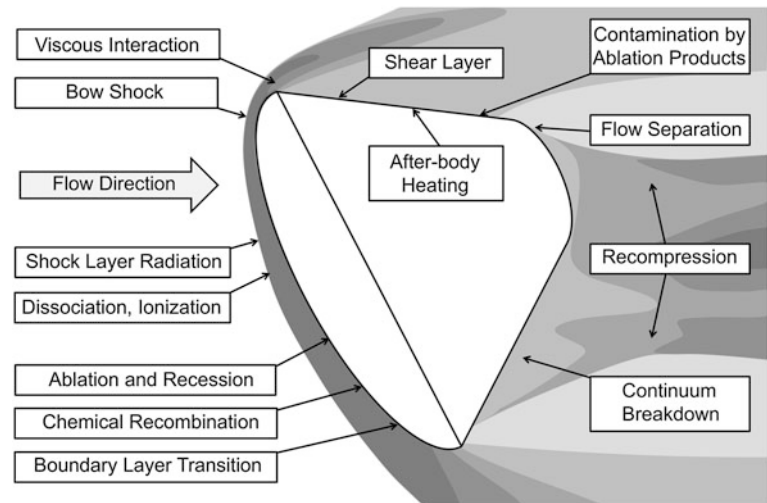 Viscous Interaction
Bow Shock
Flow Direction
Shock Layer Radiation
Dissociation, Ionization
Ablation and Recession
Chemical Recombination
Boundary Layer Transition
Shear Layer
After-body
Heating
Contamination by
Ablation Products
Flow Separation
Recompression
Continuum
Breakdown